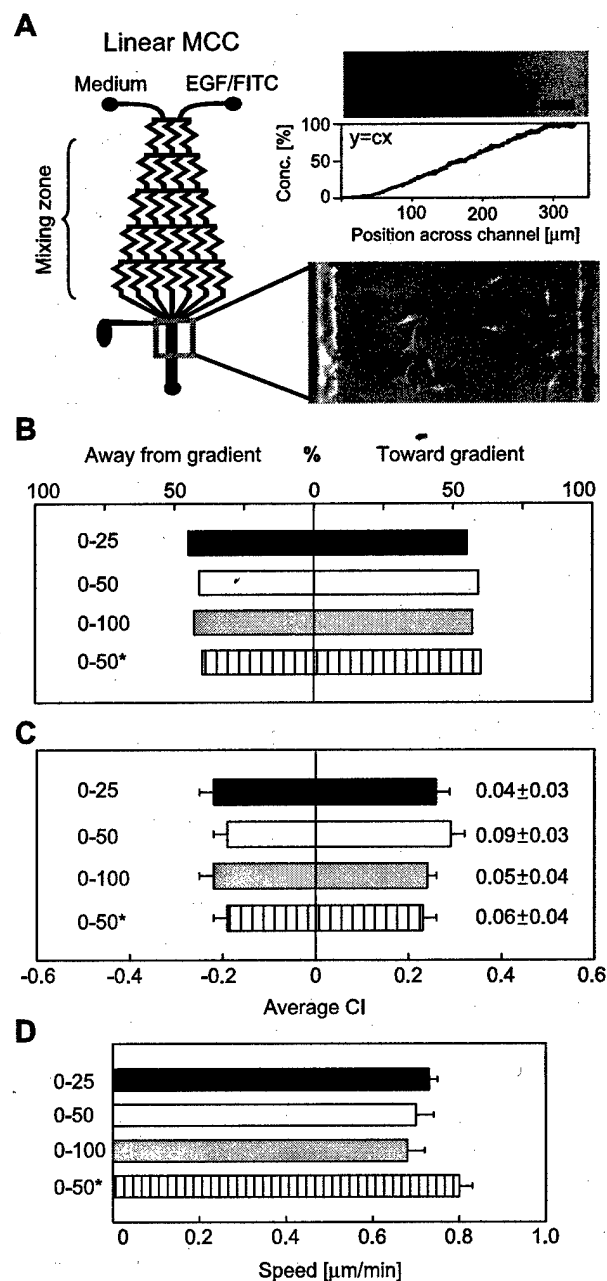 A
Linear MCC
Medium EGF/FITC
Mixing zone
Conc. [%]
100
50
0
y=cx
100 200 300
Position across channel [µm]
B
Away from gradient % Toward gradient
100 50 0 50 100
0-25
0-50
0-100
0-50*
C
0-25 0.04±0.03
0-50 0.09±0.03
0-100 0.05±0.04
0-50* 0.06±0.04
-0.6 -0.4 -0.2 0 0.2 0.4 0.6
Average CI
D
0-25
0-50
0-100
0-50*
0 0.2 0.4 0.6 0.8 1.0
Speed [µm/min]